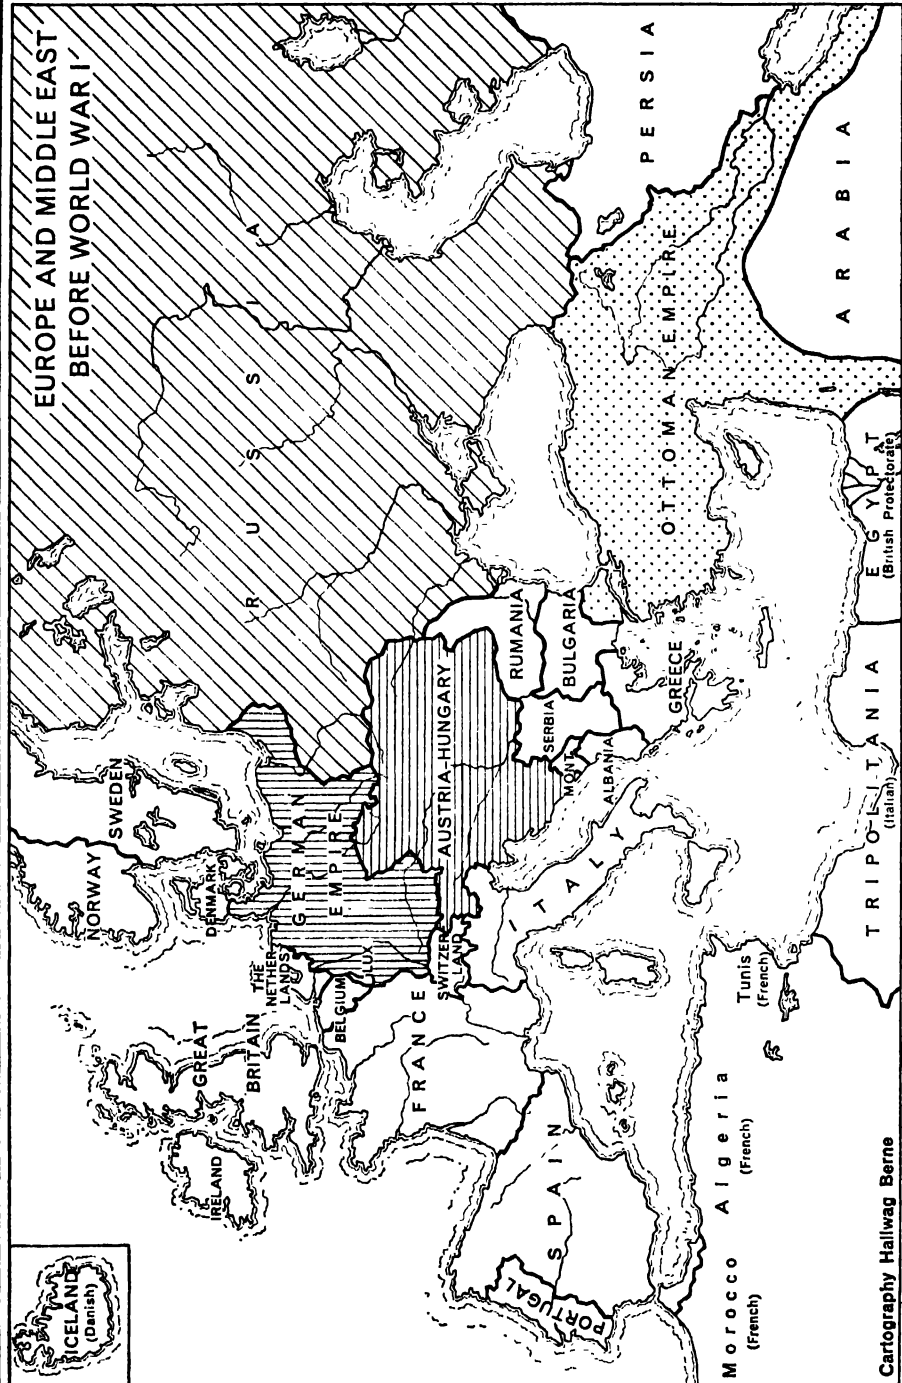 EUROPE AND MIDDLE EAST
BEFORE WORLD WAR I
ICELAND
(Danish)
NORWAY
SWEDEN
RUSSIA
DENMARK
IRELAND
GREAT
BRITAIN
THE
NETHER-
LANDS
BELGIUM
LUX
GERMAN
EMPIRE
FRANCE
SWITZER-
LAND
AUSTRIA-HUNGARY
RUMANIA
BULGARIA
SERBIA
MONT
ALBANIA
GREECE
ITALY
PORTUGAL
SPAIN
OTTOMAN EMPIRE
PERSIA
ARABIA
Morocco
(French)
Algeria
(French)
Tunis
(French)
TRIPOLITANIA
(Italian)
EGYPT
(British Protectorate)
Cartography Hallwag Berne